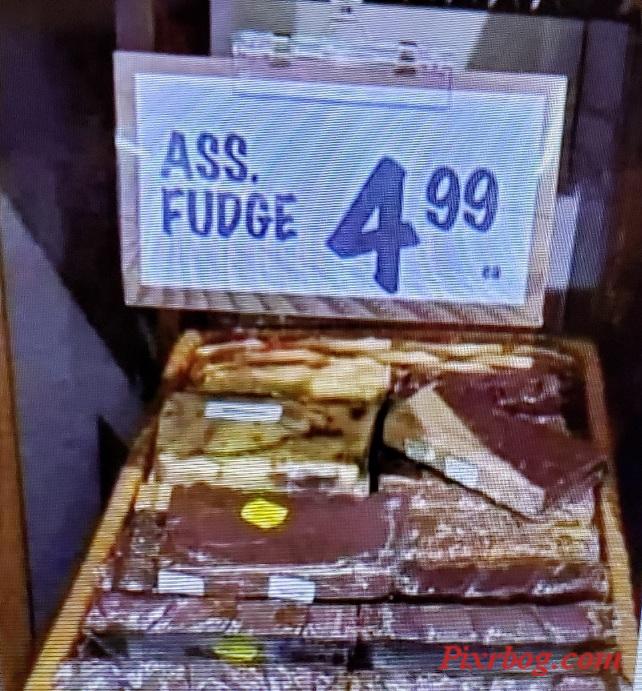 ASS.
FUDGE
4 99
ea
Pixrbog.com